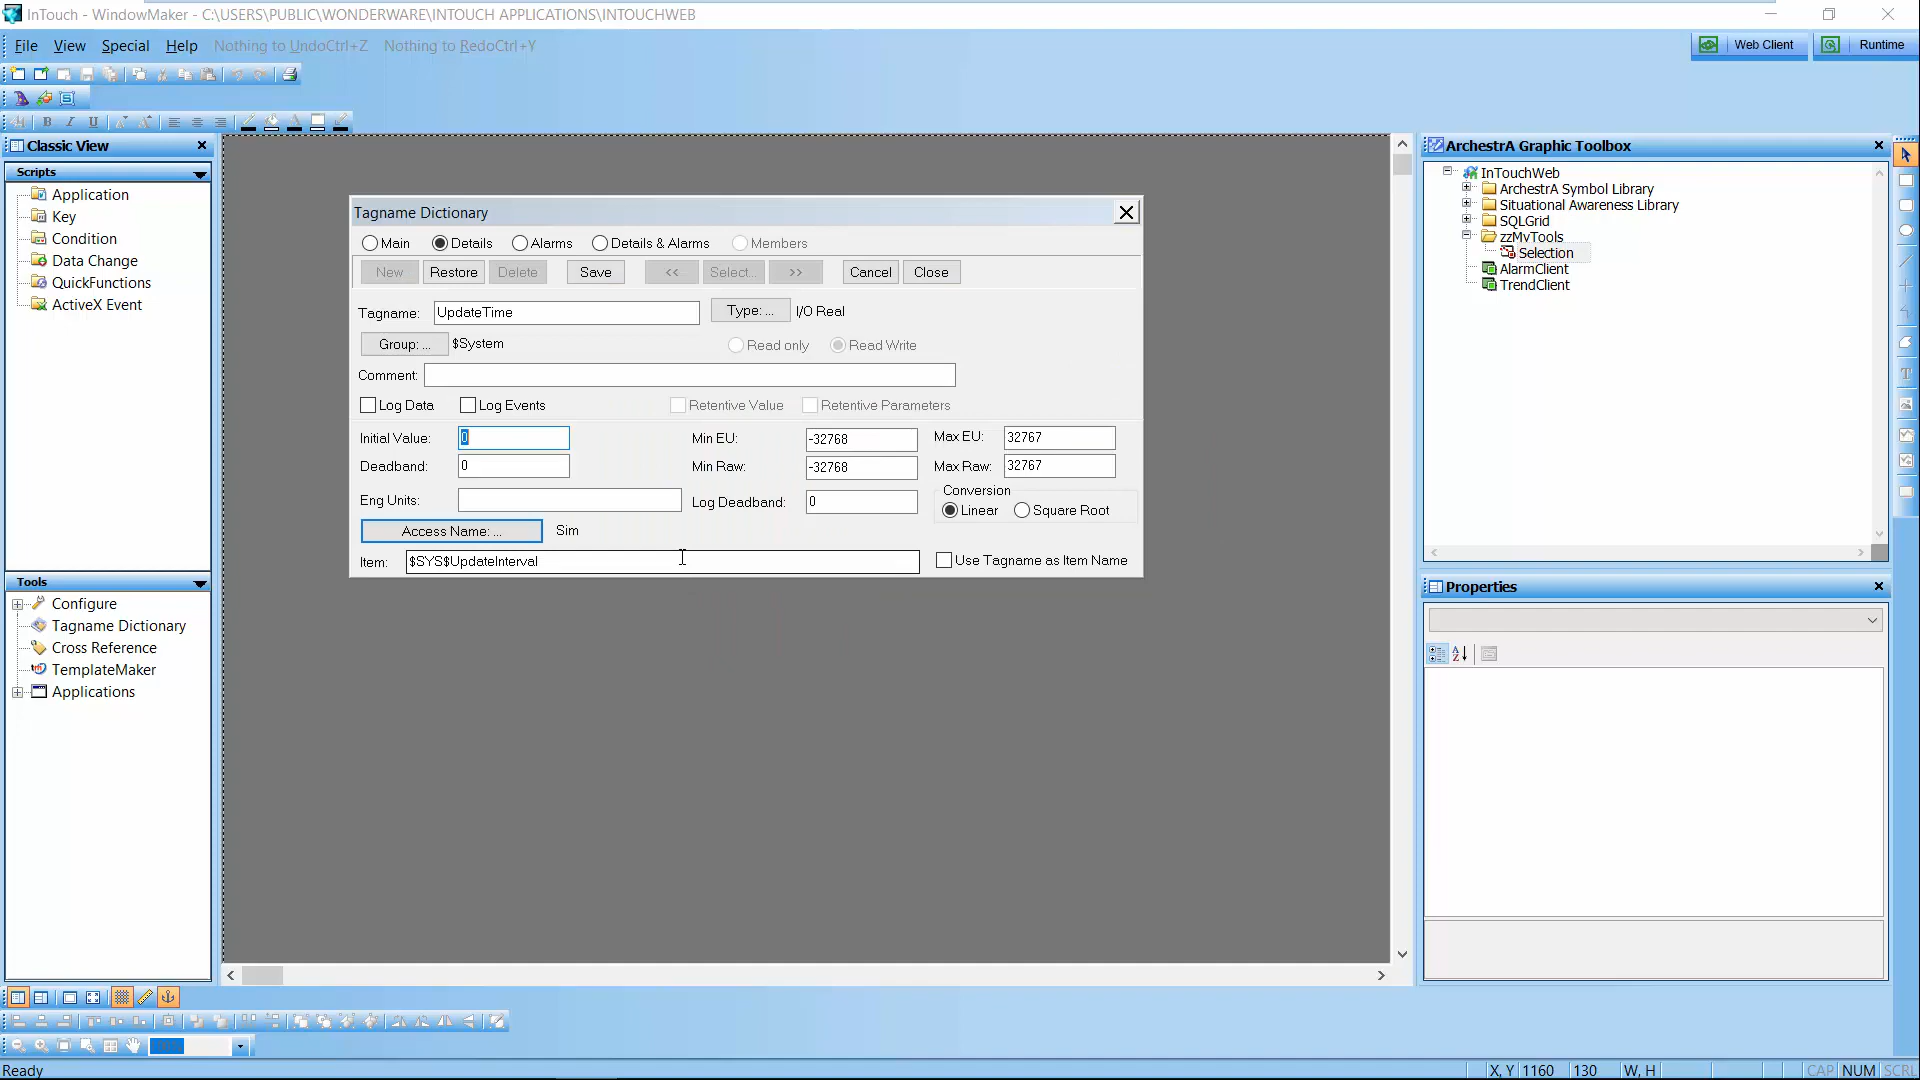 InTouch - WindowMaker - C:\USERS\PUBLIC\WONDERWARE\INTOUCH APPLICATIONS\INTOUCHWEB
File View Special Help Nothing to UndoCtrl+Z Nothing to RedoCtrl+Y
Web Client Runtime
Classic View
Scripts
Application
Key
Condition
Data Change
QuickFunctions
ActiveX Event
Tools
Configure
Tagname Dictionary
Cross Reference
TemplateMaker
Applications
Tagname Dictionary
Main Details Alarms Details & Alarms Members
New Restore Delete Save << Select... >> Cancel Close
Tagname: UpdateTime Type: ... I/O Real
Group: ... $System Read only Read Write
Comment:
Log Data Log Events Retentive Value Retentive Parameters
Initial Value: 0 Min EU: -32768 Max EU: 32767
Deadband: 0 Min Raw: -32768 Max Raw: 32767
Eng Units: Log Deadband: 0 Conversion
Linear Square Root
Access Name: ... Sim
Item: $SYS$UpdateInterval Use Tagname as Item Name
ArchestrA Graphic Toolbox
InTouchWeb
ArchestrA Symbol Library
Situational Awareness Library
SQLGrid
zzMyTools
Selection
AlarmClient
TrendClient
Properties
Ready X, Y 1160 130 W, H CAP NUM SCRL